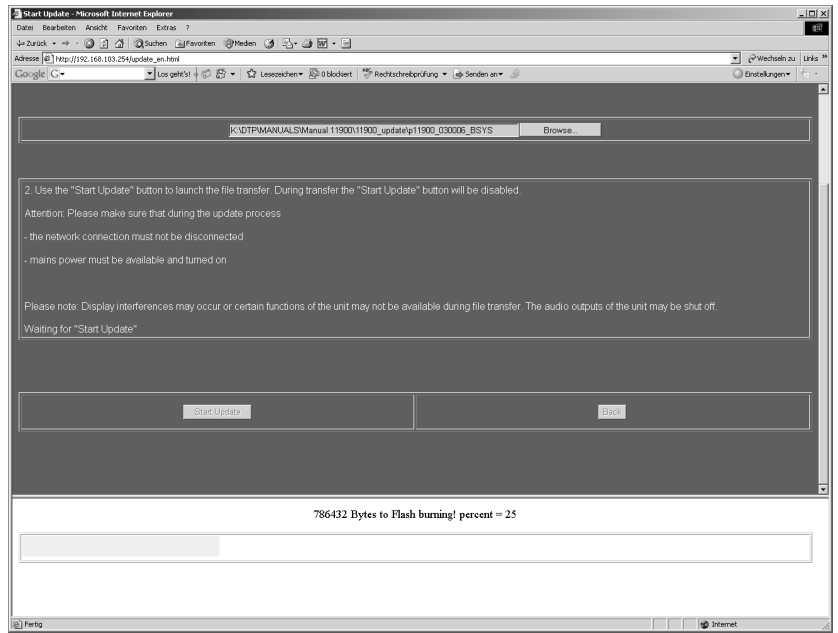 Start Update - Microsoft Internet Explorer
Datei Bearbeiten Ansicht Favoriten Extras ?
Zurück Suchen Favoriten Medien
Adresse http://192.168.103.254/update_en.html Wechseln zu Links »
Google G Los geht's! Lesezeichen 0 blockiert ABC Rechtschreibprüfung Senden an Einstellungen
K:\DTP\MANUALS\Manual 11900\11900_update\p11900_030006_BSYS Browse...
2. Use the "Start Update" button to launch the file transfer. During transfer the "Start Update" button will be disabled.
Attention: Please make sure that during the update process
- the network connection must not be disconnected
- mains power must be available and turned on
Please note: Display interferences may occur or certain functions of the unit may not be available during file transfer. The audio outputs of the unit may be shut off.
Waiting for "Start Update"
Start Update Back
786432 Bytes to Flash burning! percent = 25
Fertig Internet